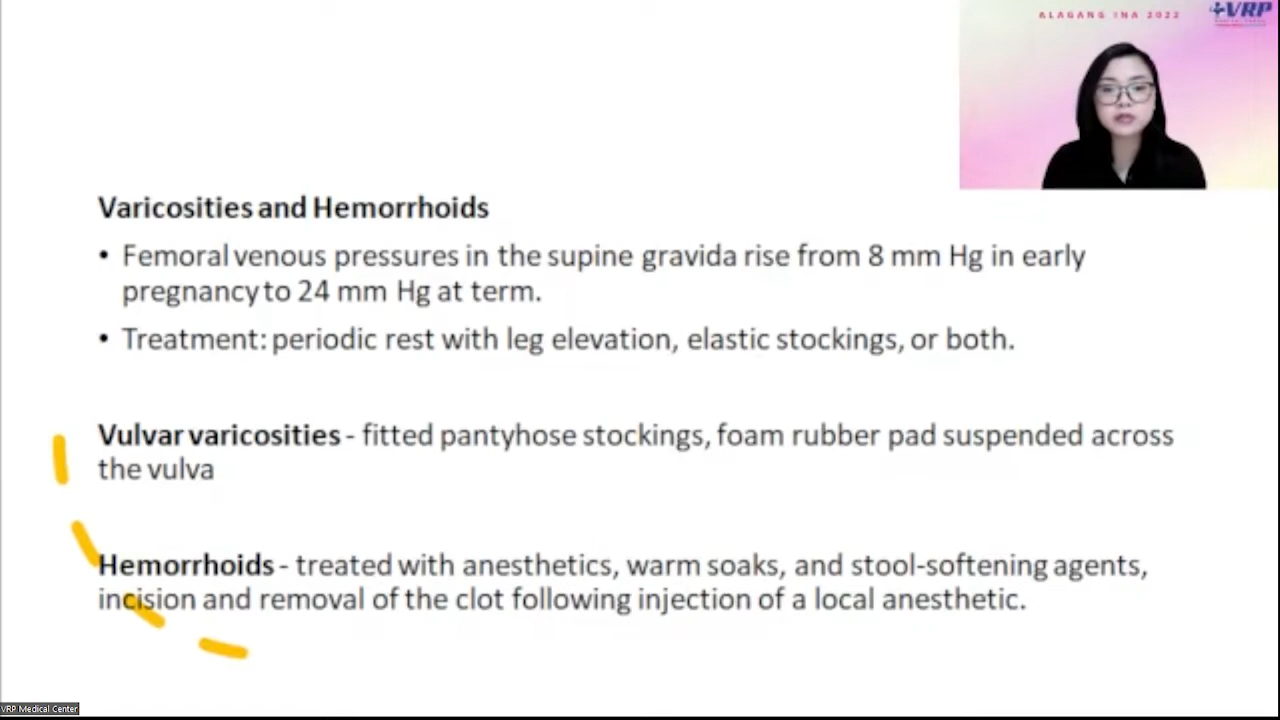 ALAGANG INA 2022
VRP
Varicosities and Hemorrhoids
• Femoral venous pressures in the supine gravida rise from 8 mm Hg in early
pregnancy to 24 mm Hg at term.
• Treatment: periodic rest with leg elevation, elastic stockings, or both.
Vulvar varicosities - fitted pantyhose stockings, foam rubber pad suspended across
the vulva
Hemorrhoids - treated with anesthetics, warm soaks, and stool-softening agents,
incision and removal of the clot following injection of a local anesthetic.
VRP Medical Center